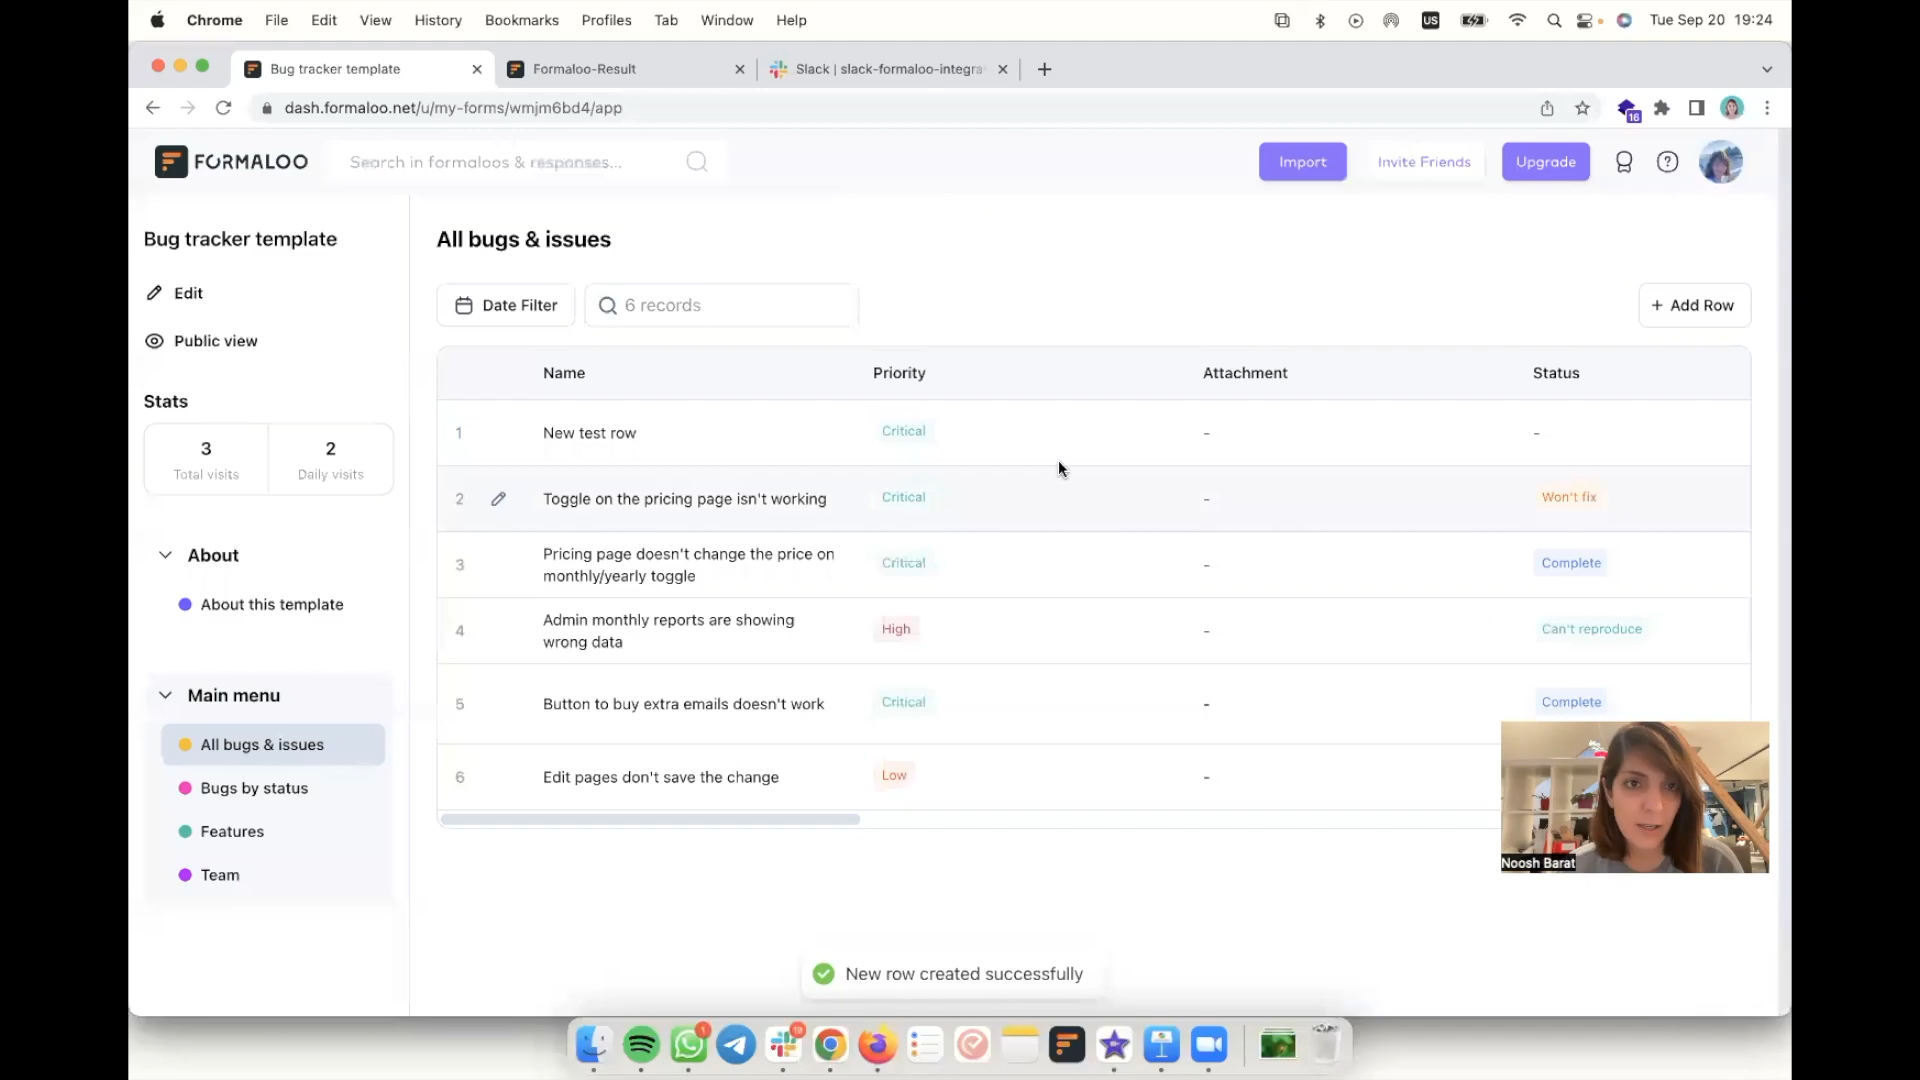 Chrome File Edit View History Bookmarks Profiles Tab Window Help US Tue Sep 20 19:24
Bug tracker template Formaloo-Result Slack | slack-formaloo-integra
dash.formaloo.net/u/my-forms/wmjm6bd4/app 16
FORMALOO Search in formaloos & responses... Import Invite Friends Upgrade
Bug tracker template
Edit
Public view
Stats
3 2
Total visits Daily visits
About
About this template
Main menu
All bugs & issues
Bugs by status
Features
Team
All bugs & issues
Date Filter 6 records + Add Row
Name Priority Attachment Status
1 New test row Critical - -
2 Toggle on the pricing page isn't working Critical - Won't fix
3 Pricing page doesn't change the price on
monthly/yearly toggle Critical - Complete
4 Admin monthly reports are showing
wrong data High - Can't reproduce
5 Button to buy extra emails doesn't work Critical - Complete
6 Edit pages don't save the change Low -
Noosh Barat
New row created successfully
1 19